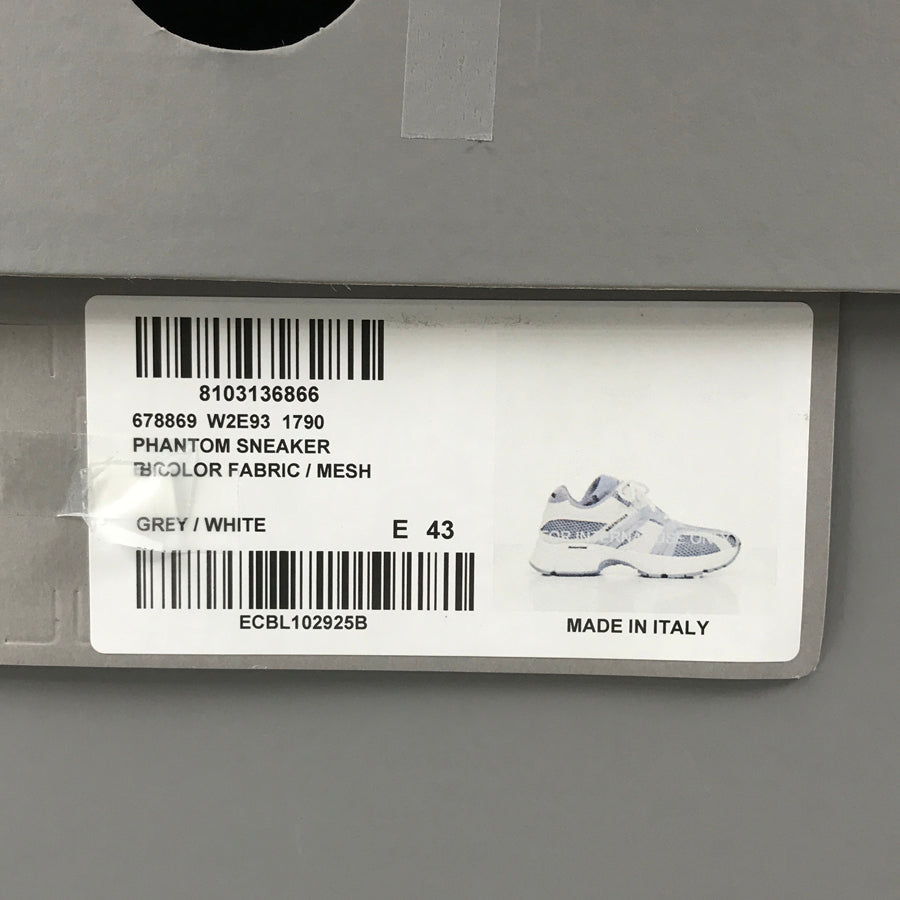 8103136866
678869 W2E93 1790
PHANTOM SNEAKER
BICOLOR FABRIC / MESH
GREY / WHITE
E 43
ECBL102925B
MADE IN ITALY